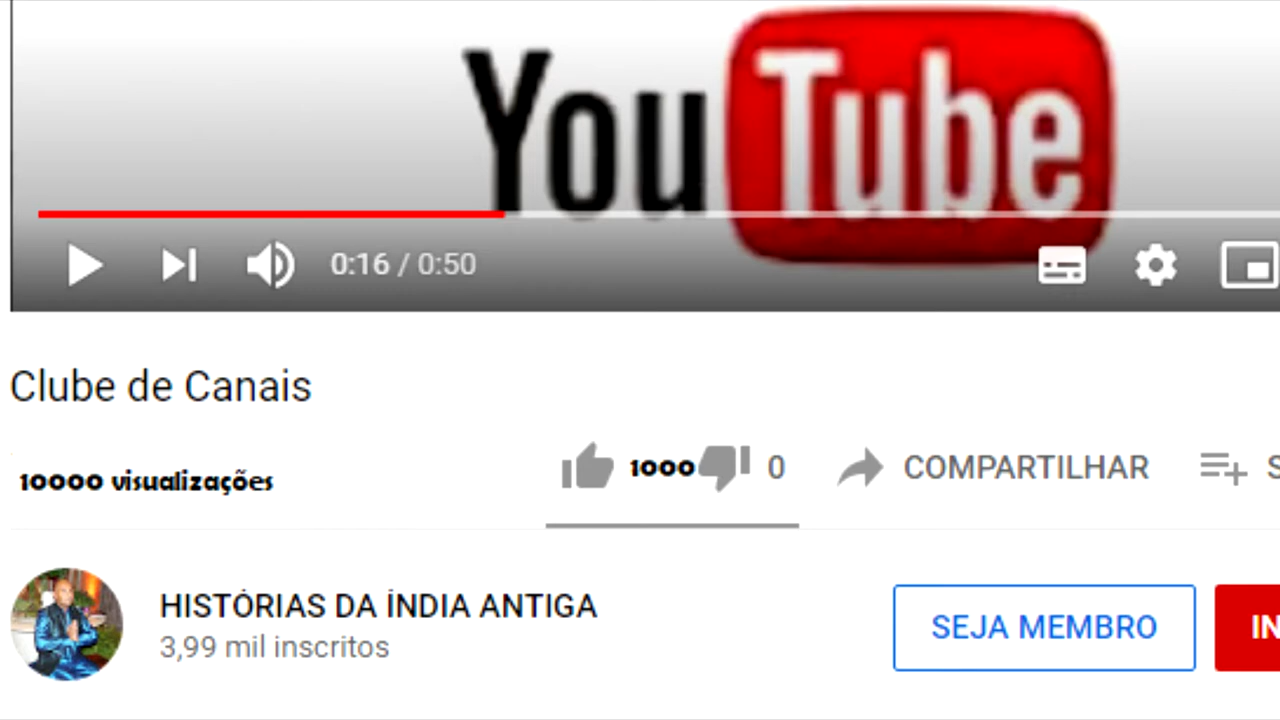 YouTube
0:16 / 0:50
Clube de Canais
10000 visualizações
1000 0 COMPARTILHAR S
HISTÓRIAS DA ÍNDIA ANTIGA
3,99 mil inscritos
SEJA MEMBRO IN